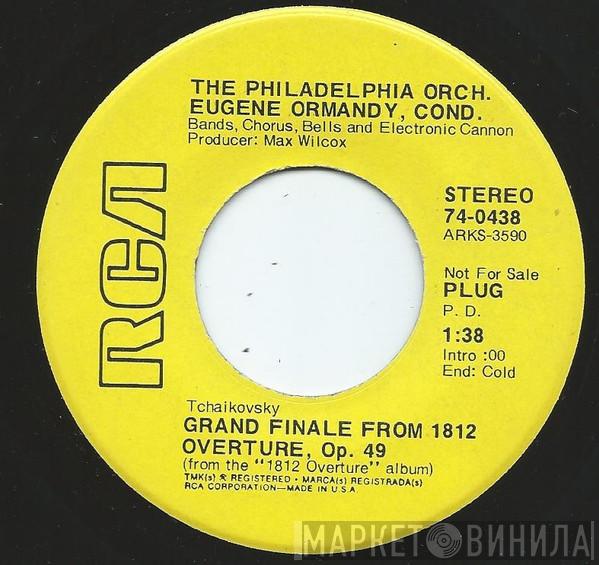 THE PHILADELPHIA ORCH.
EUGENE ORMANDY, COND.
Bands, Chorus, Bells and Electronic Cannon
Producer: Max Wilcox
RCA
STEREO
74-0438
ARKS-3590
Not For Sale
PLUG
P. D.
1:38
Intro :00
End: Cold
Tchaikovsky
GRAND FINALE FROM 1812
OVERTURE, Op. 49
(from the "1812 Overture" album)
TMK(s) ® REGISTERED • MARCA(s) REGISTRADA(s)
RCA CORPORATION—MADE IN U.S.A.
МАРКЕТ ВИНИЛА